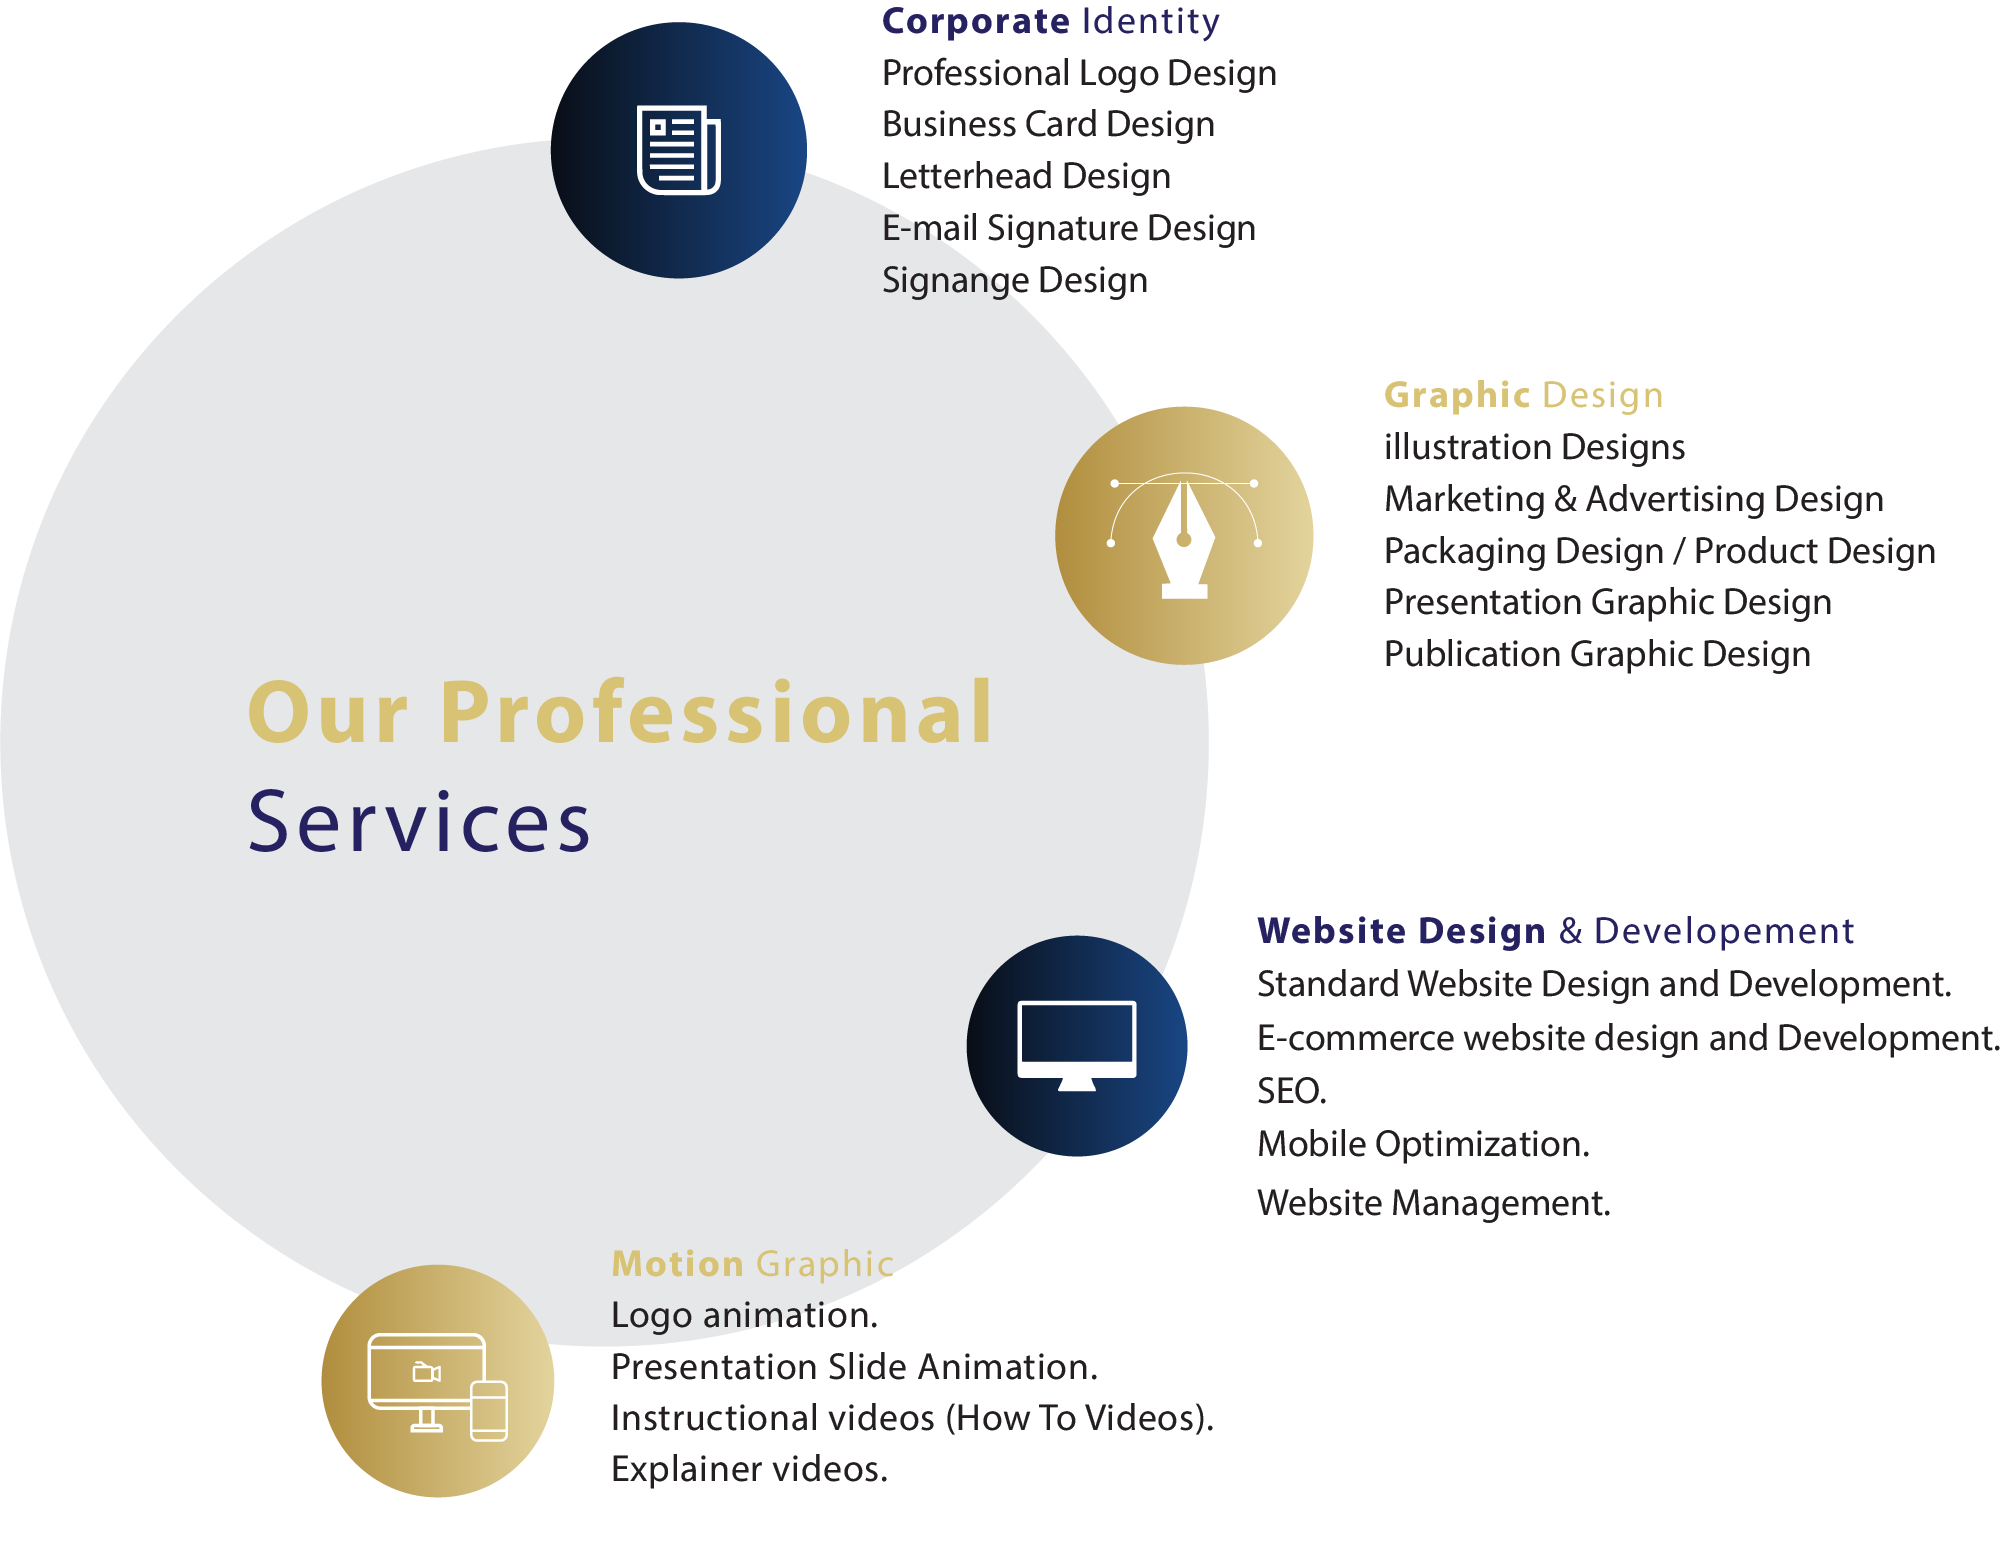 Corporate Identity
Professional Logo Design
Business Card Design
Letterhead Design
E-mail Signature Design
Signange Design
Graphic Design
illustration Designs
Marketing & Advertising Design
Packaging Design / Product Design
Presentation Graphic Design
Publication Graphic Design
Our Professional
Services
Website Design & Developement
Standard Website Design and Development.
E-commerce website design and Development.
SEO.
Mobile Optimization.
Website Management.
Motion Graphic
Logo animation.
Presentation Slide Animation.
Instructional videos (How To Videos).
Explainer videos.